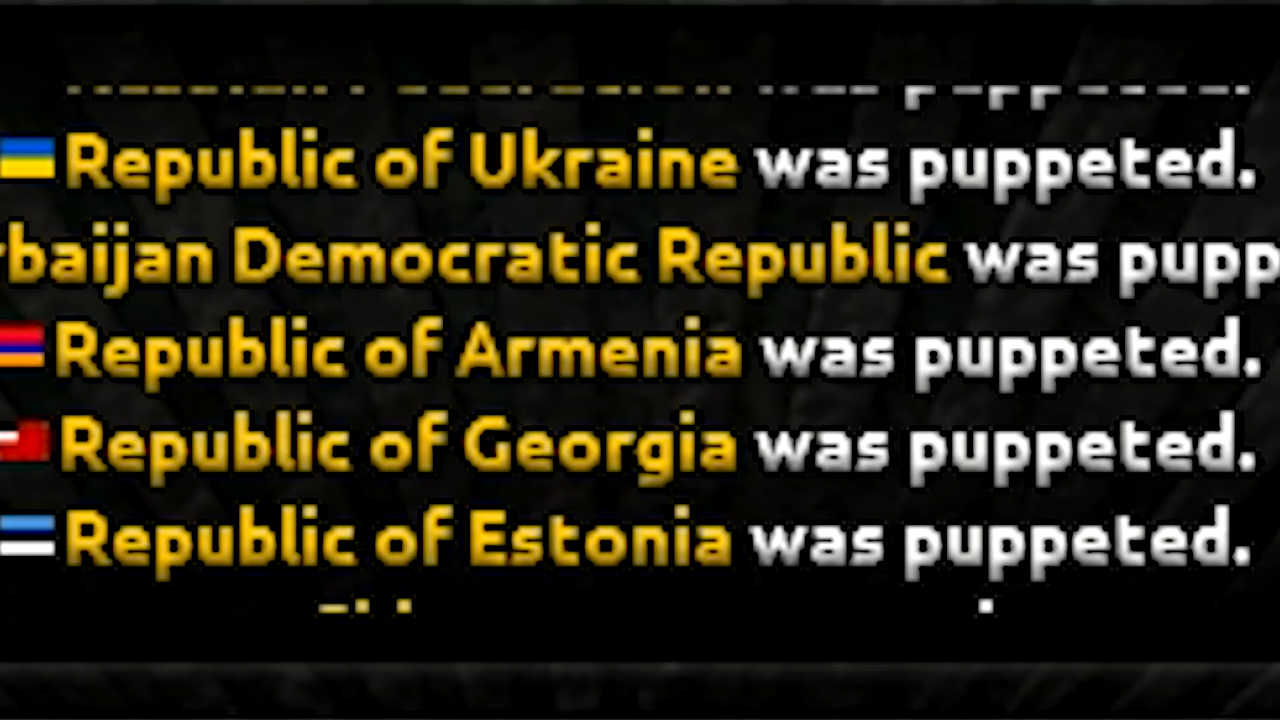 Republic of Ukraine was puppeted.
rbaijan Democratic Republic was pupp
Republic of Armenia was puppeted.
Republic of Georgia was puppeted.
Republic of Estonia was puppeted.